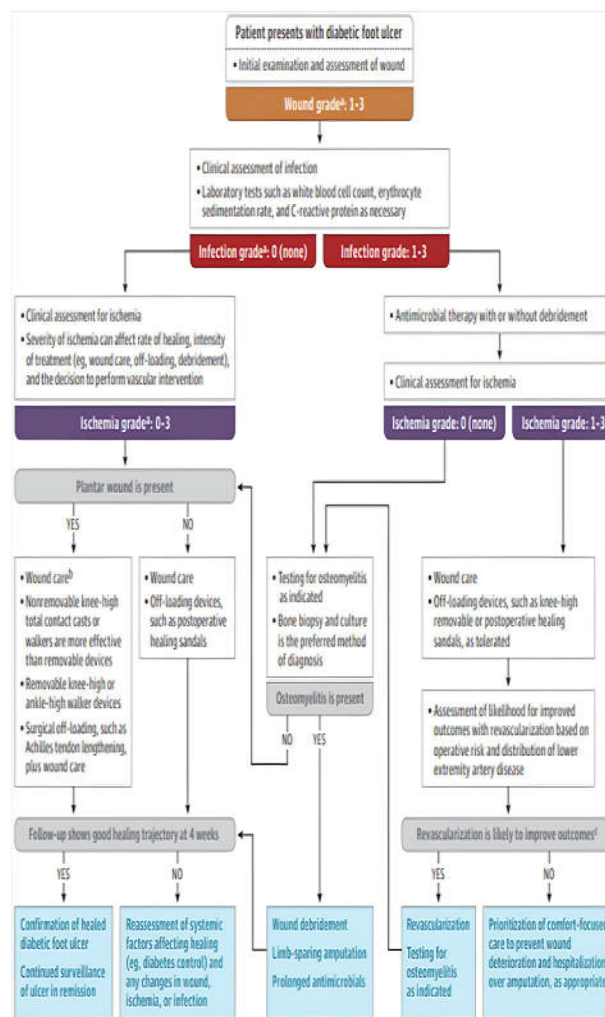 Patient presents with diabetic foot ulcer
• Initial examination and assessment of wound
Wound gradeᵃ: 1-3
• Clinical assessment of infection
• Laboratory tests such as white blood cell count, erythrocyte
sedimentation rate, and C-reactive protein as necessary
Infection gradeᵃ: 0 (none)
Infection grade: 1-3
• Clinical assessment for ischemia
• Severity of ischemia can affect rate of healing, intensity
of treatment (eg, wound care, off-loading, debridement),
and the decision to perform vascular intervention
Ischemia gradeᵃ: 0-3
• Antimicrobial therapy with or without debridement
• Clinical assessment for ischemia
Ischemia grade: 0 (none)
Ischemia grade: 1-3
Plantar wound is present
YES
NO
• Wound careᵇ
• Nonremovable knee-high
total contact casts or
walkers are more effective
than removable devices
• Removable knee-high or
ankle-high walker devices
• Surgical off-loading, such as
Achilles tendon lengthening,
plus wound care
• Wound care
• Off-loading devices,
such as postoperative
healing sandals
• Testing for osteomyelitis
as indicated
• Bone biopsy and culture
is the preferred method
of diagnosis
Osteomyelitis is present
NO
YES
• Wound care
• Off-loading devices, such as knee-high
removable or postoperative healing
sandals, as tolerated
• Assessment of likelihood for improved
outcomes with revascularization based on
operative risk and distribution of lower
extremity artery disease
Follow-up shows good healing trajectory at 4 weeks
YES
NO
Revascularization is likely to improve outcomesᶜ
YES
NO
Confirmation of healed
diabetic foot ulcer
Continued surveillance
of ulcer in remission
Reassessment of systemic
factors affecting healing
(eg, diabetes control) and
any changes in wound,
ischemia, or infection
Wound debridement
Limb-sparing amputation
Prolonged antimicrobials
Revascularization
Testing for
osteomyelitis
as indicated
Prioritization of comfort-focused
care to prevent wound
deterioration and hospitalization
over amputation, as appropriate